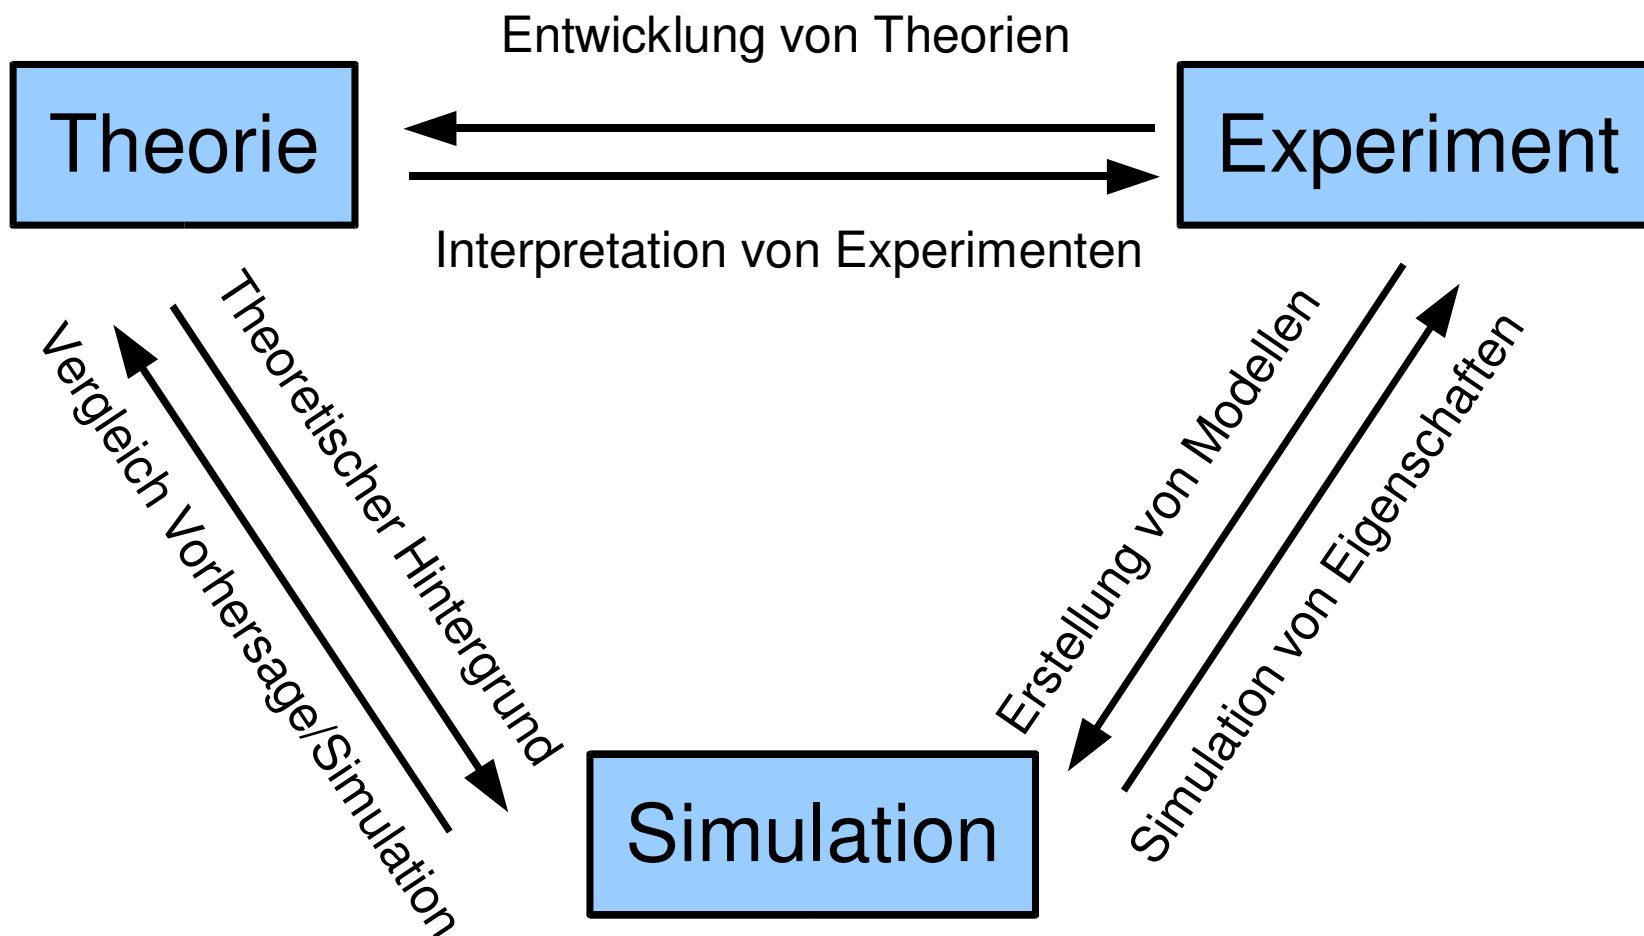 Entwicklung von Theorien
Theorie
Experiment
Interpretation von Experimenten
Theoretischer Hintergrund
Vergleich Vorhersage/Simulation
Erstellung von Modellen
Simulation von Eigenschaften
Simulation